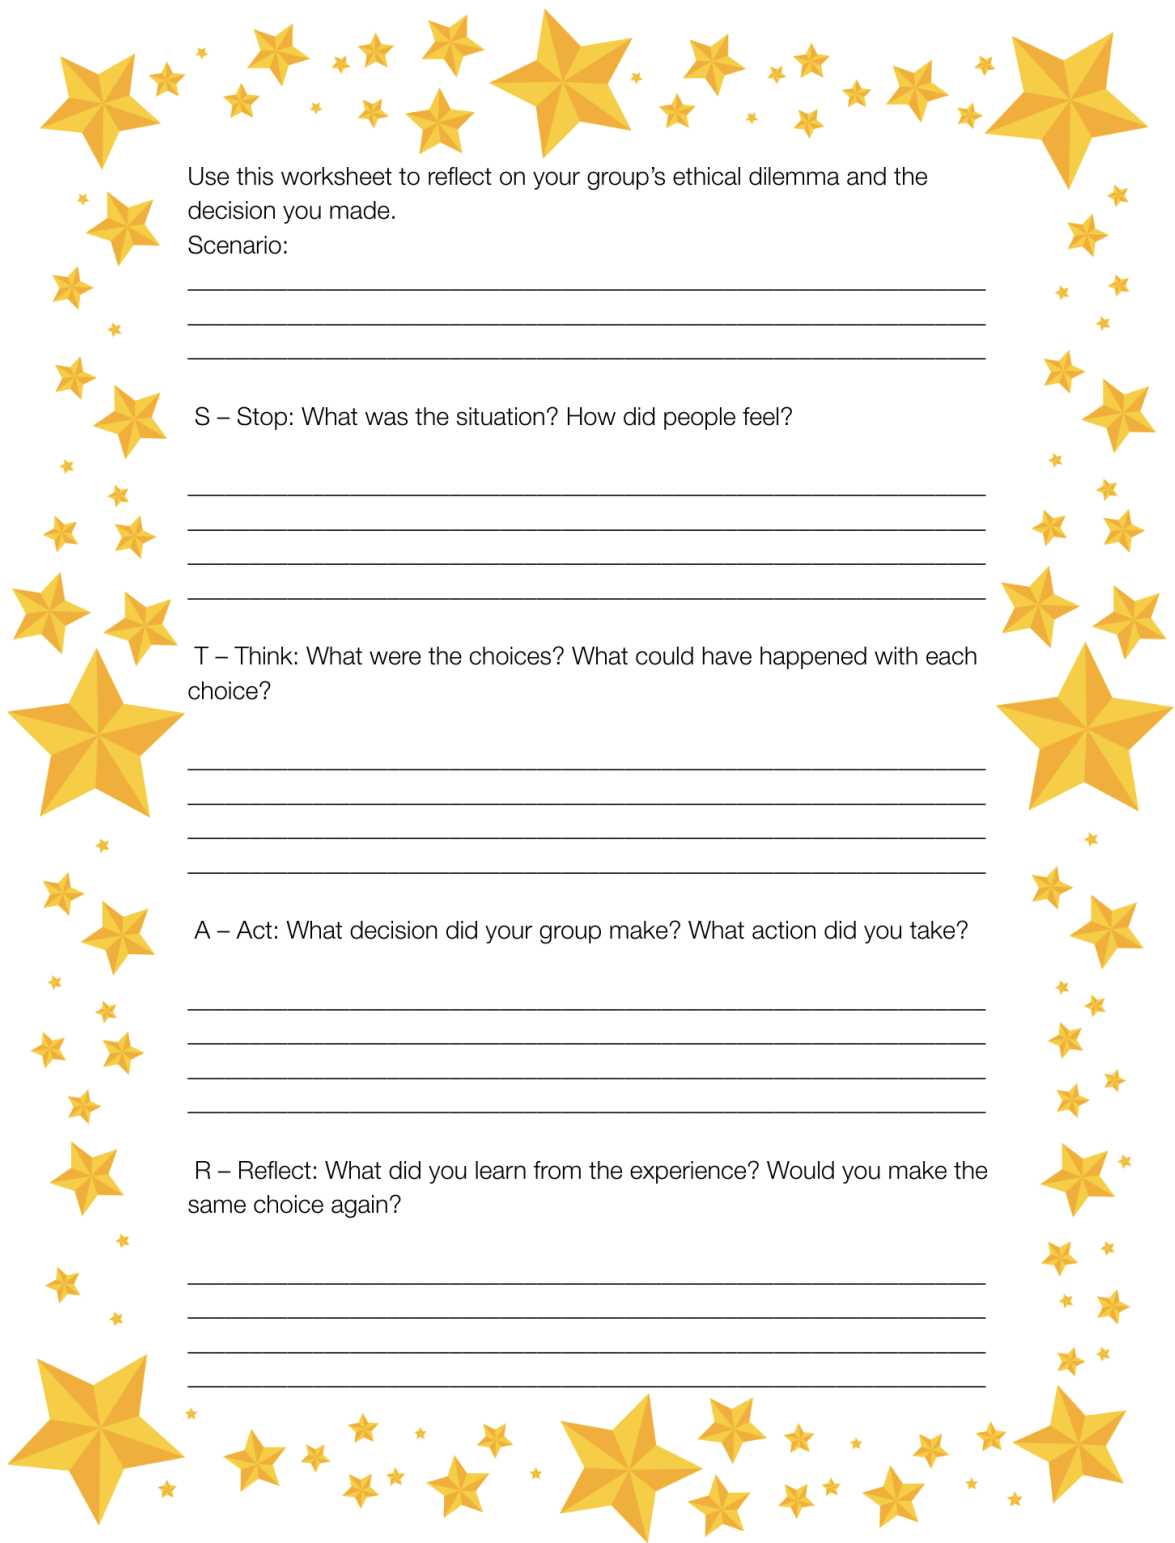 Use this worksheet to reflect on your group’s ethical dilemma and the
decision you made.
Scenario:
S – Stop: What was the situation? How did people feel?
T – Think: What were the choices? What could have happened with each
choice?
A – Act: What decision did your group make? What action did you take?
R – Reflect: What did you learn from the experience? Would you make the
same choice again?